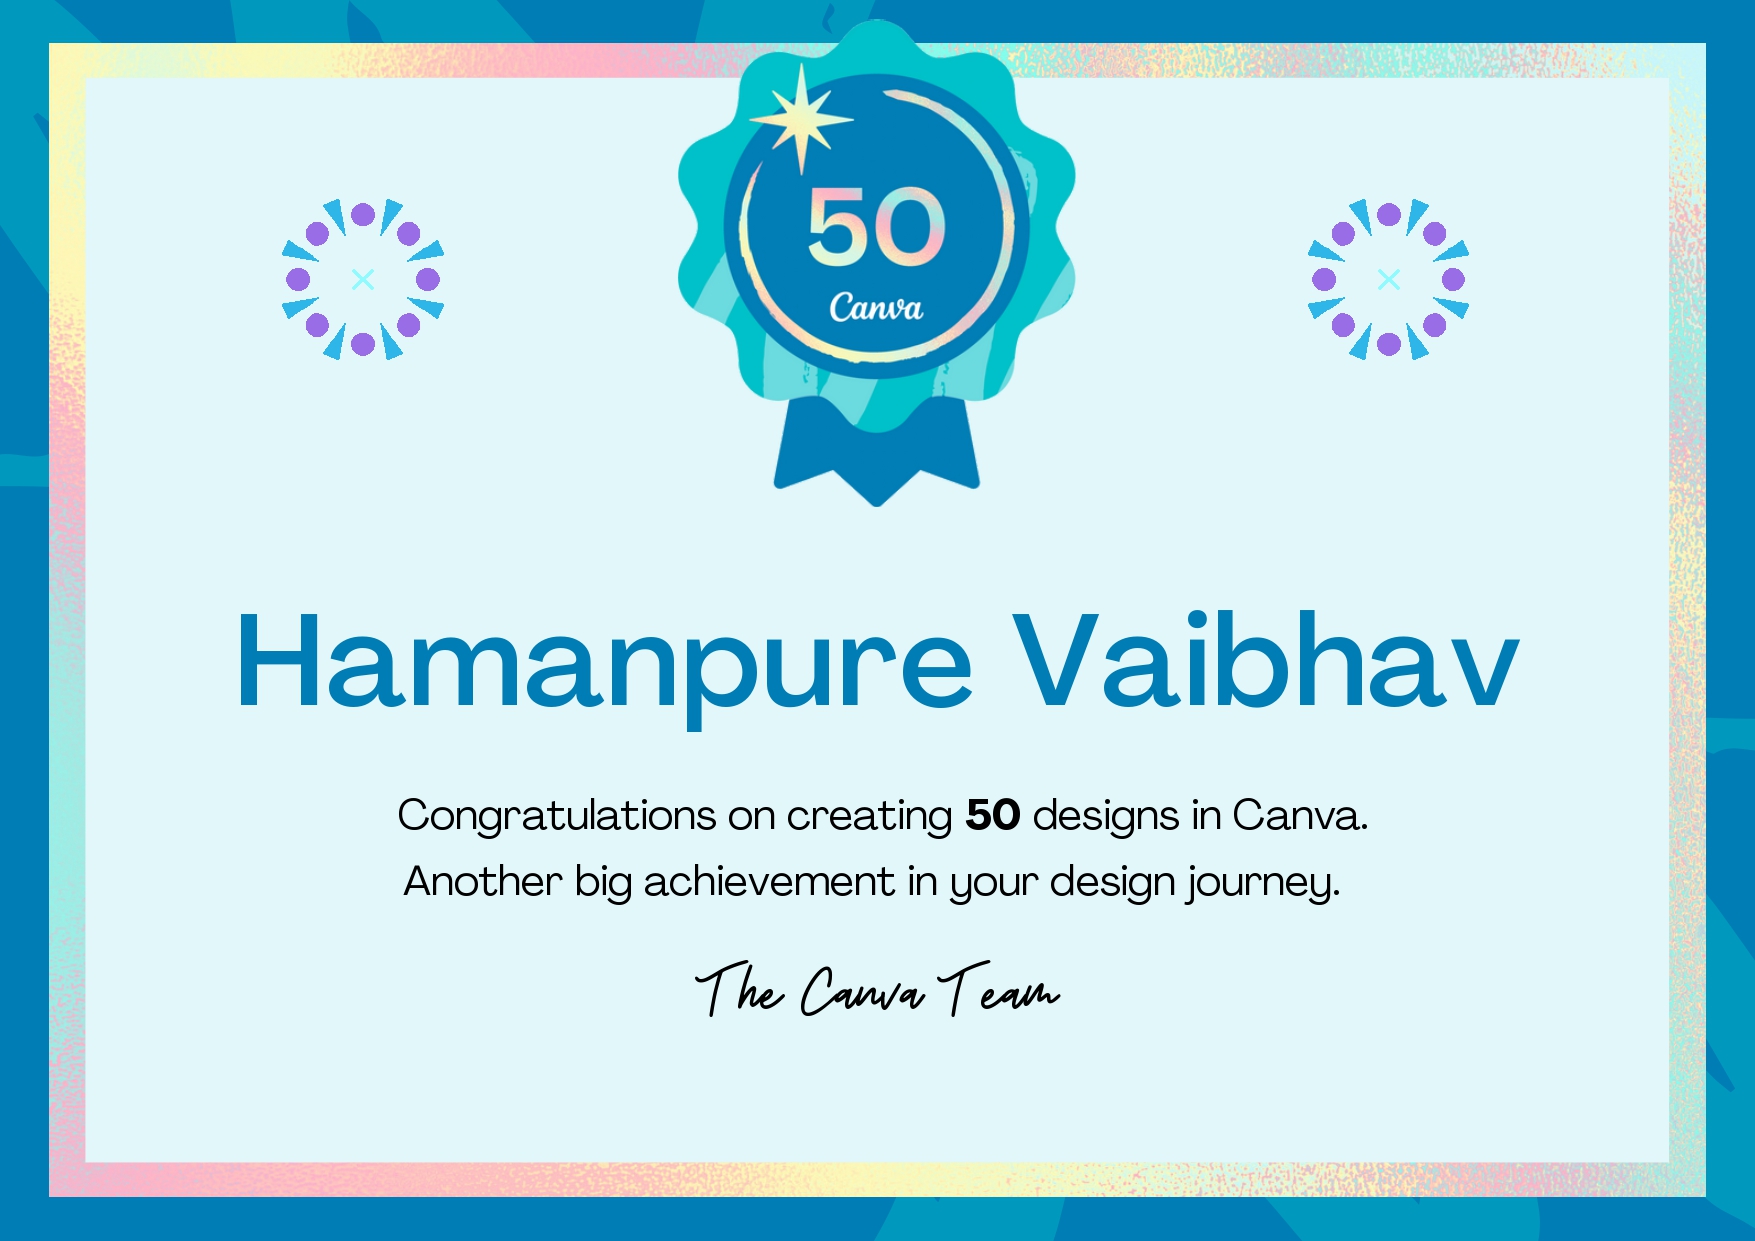 50
Canva
Hamanpure Vaibhav
Congratulations on creating 50 designs in Canva.
Another big achievement in your design journey.
The Canva Team